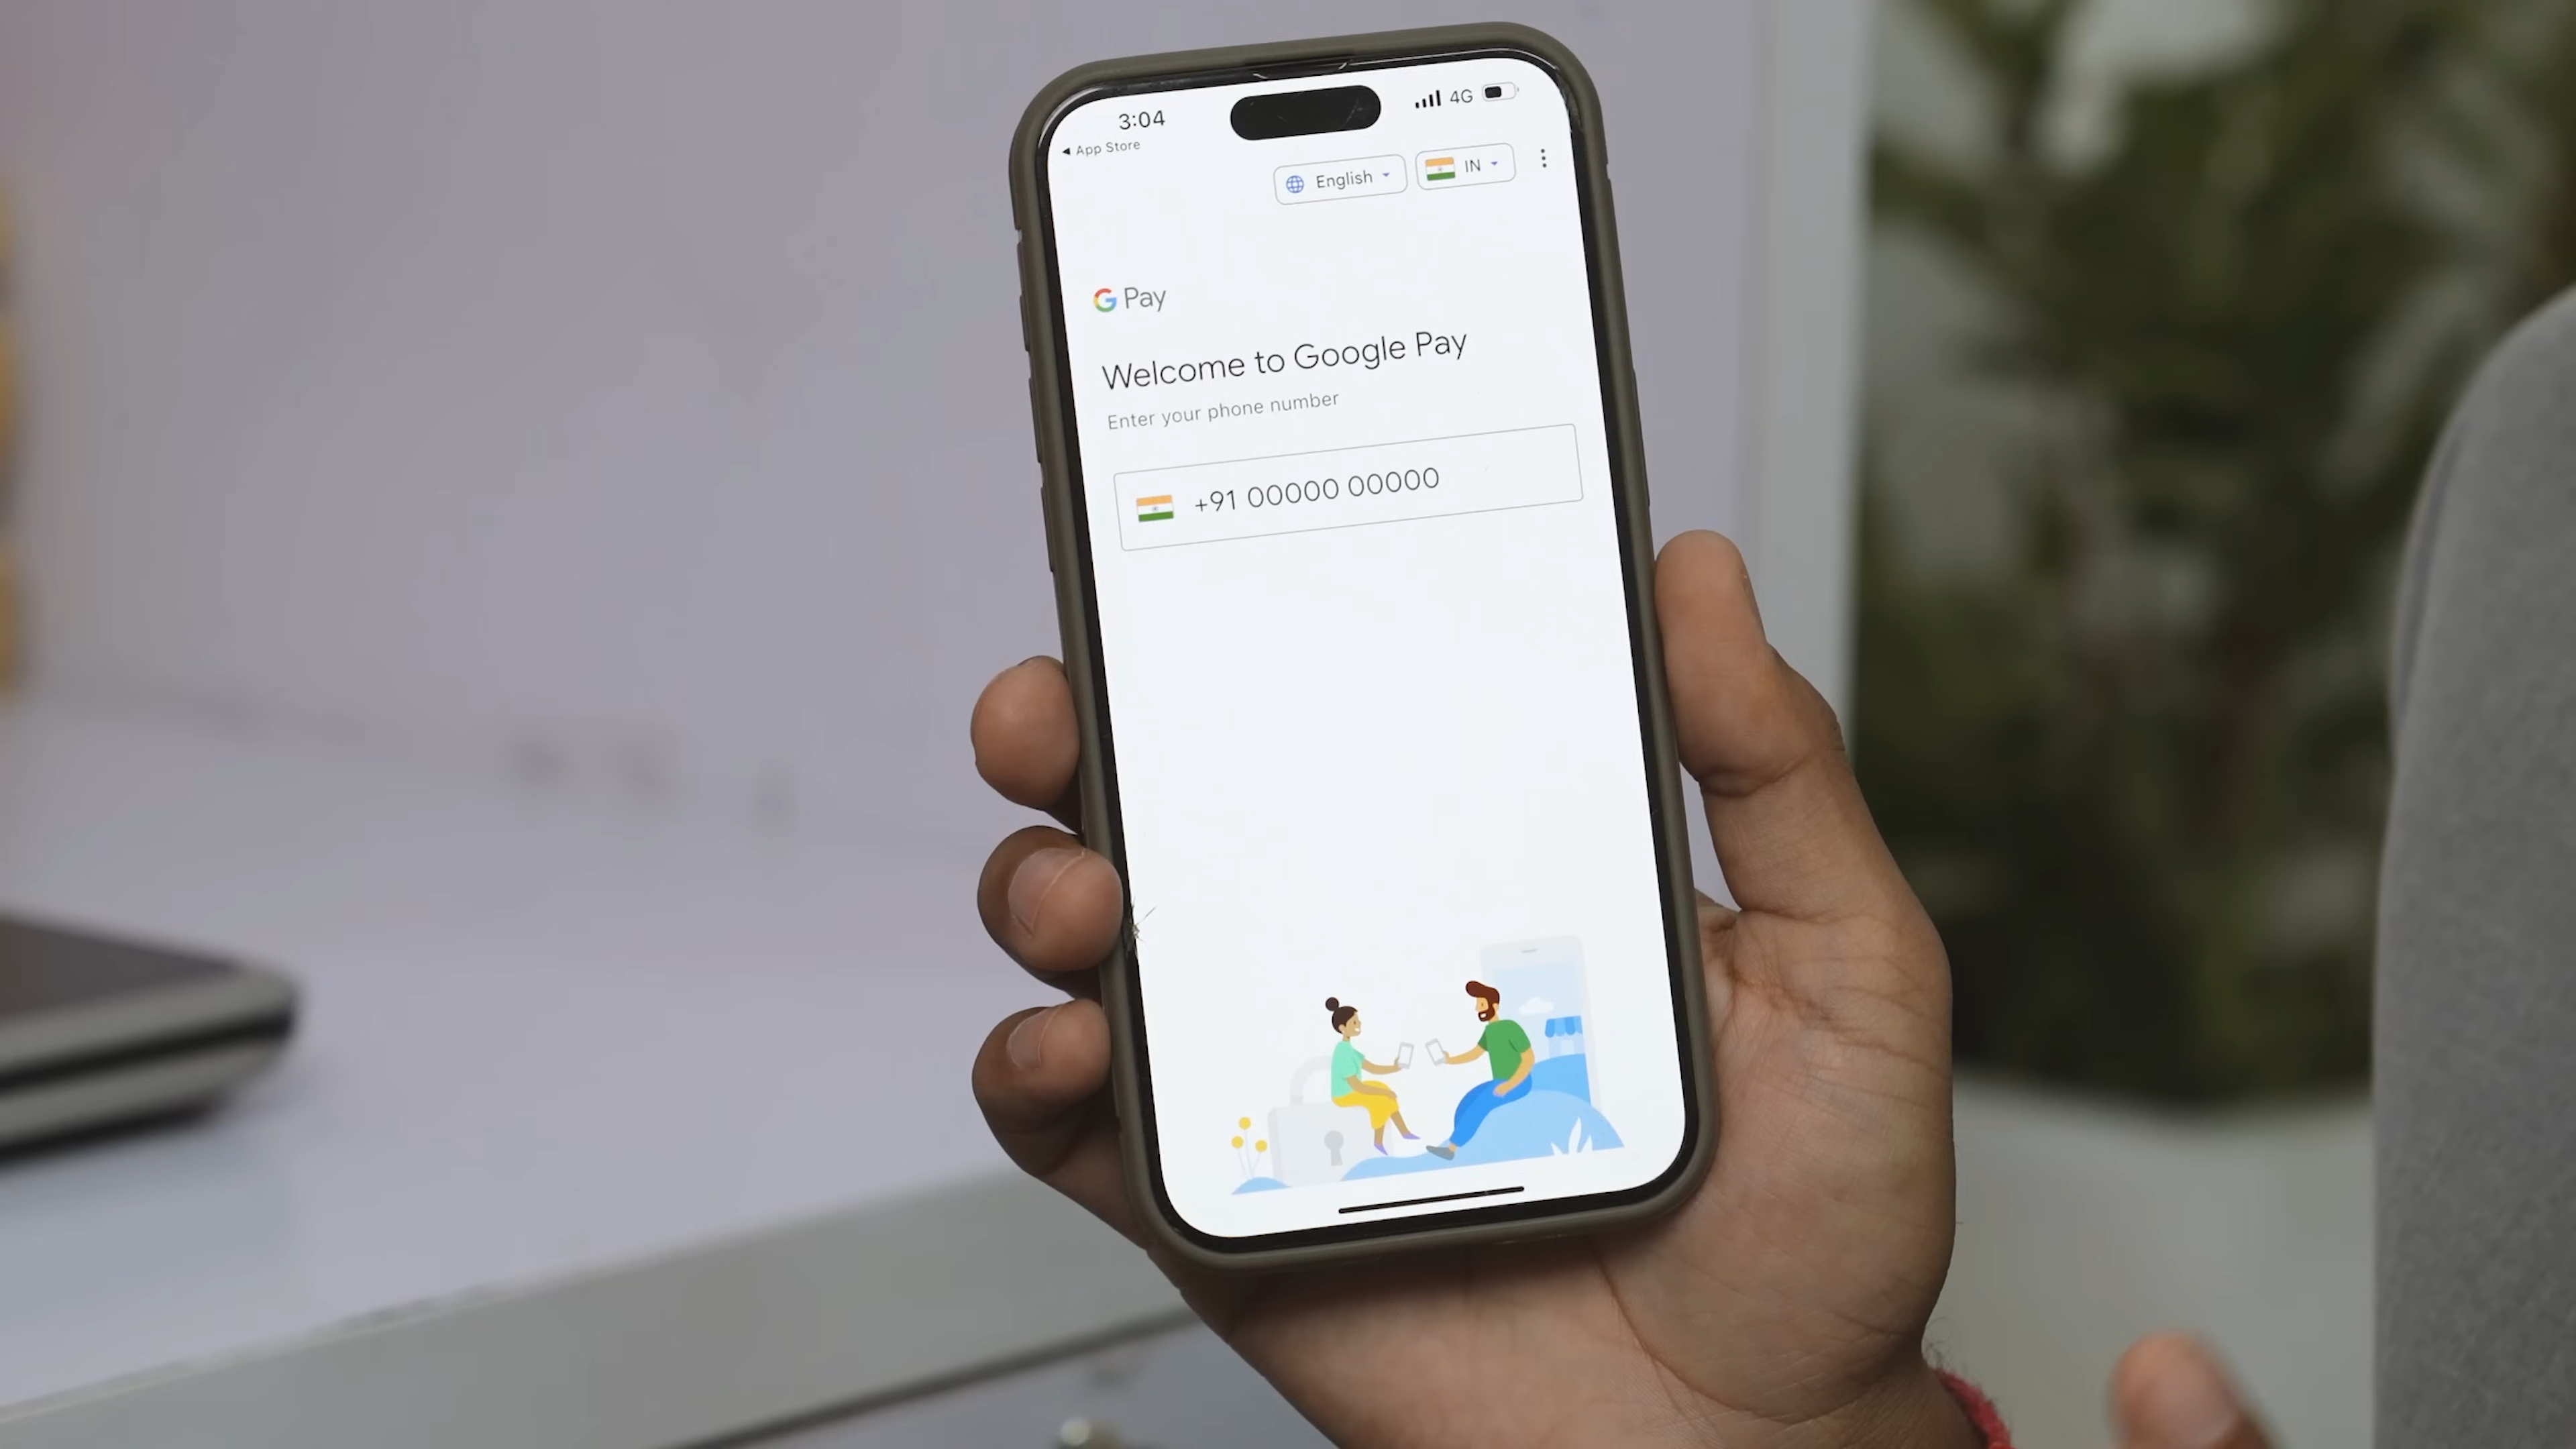 3:04
4G
App Store
English
IN
G Pay
Welcome to Google Pay
Enter your phone number
+91 00000 00000